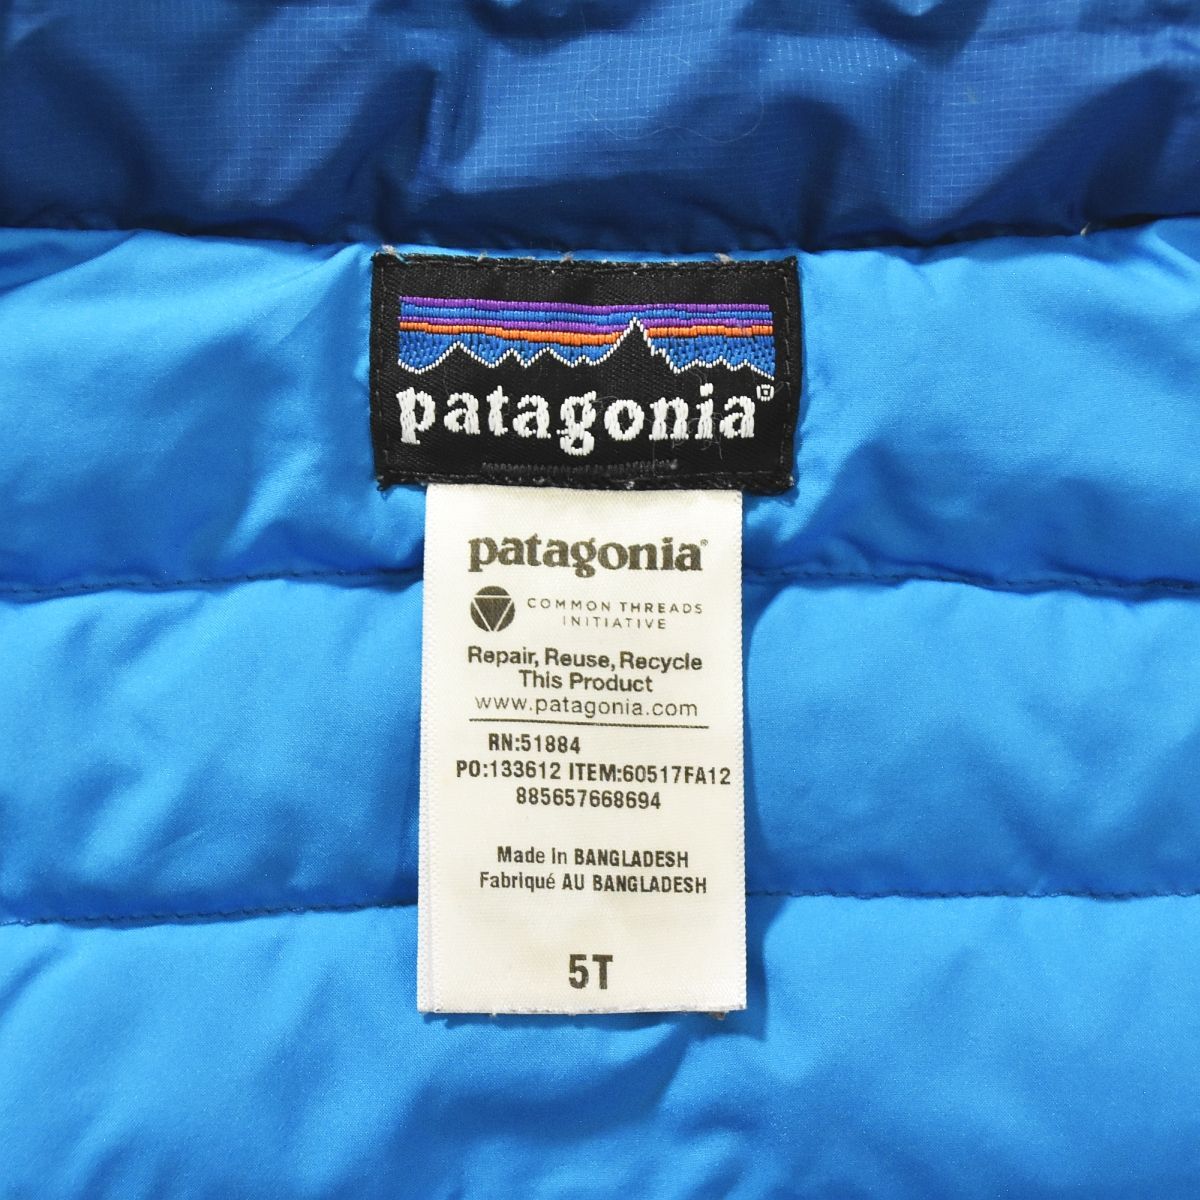 patagonia®
patagonia®
COMMON THREADS
INITIATIVE
Repair, Reuse, Recycle
This Product
www.patagonia.com
RN:51884
PO:133612 ITEM:60517FA12
885657668694
Made In BANGLADESH
Fabriqué AU BANGLADESH
5T